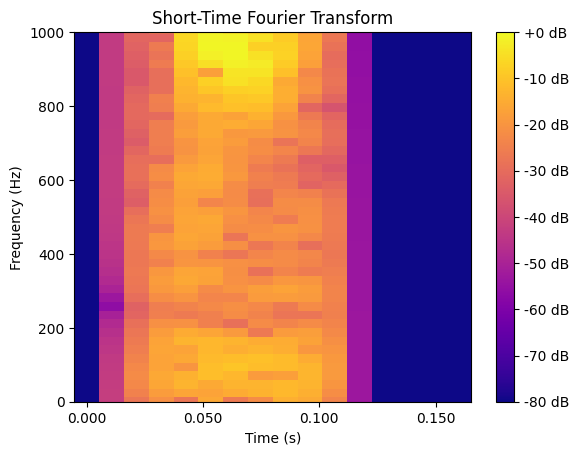 Short-Time Fourier Transform
Frequency (Hz)
1000
800
600
400
200
0
0.000
0.050
0.100
0.150
Time (s)
+0 dB
-10 dB
-20 dB
-30 dB
-40 dB
-50 dB
-60 dB
-70 dB
-80 dB